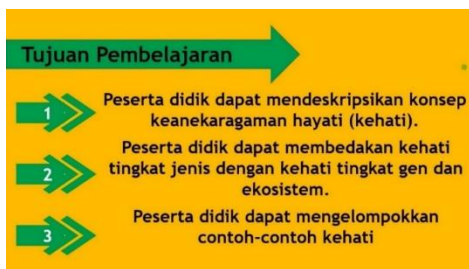 Tujuan Pembelajaran
1
Peserta didik dapat mendeskripsikan konsep
keanekaragaman hayati (kehati).
2
Peserta didik dapat membedakan kehati
tingkat jenis dengan kehati tingkat gen dan
ekosistem.
3
Peserta didik dapat mengelompokkan
contoh-contoh kehati